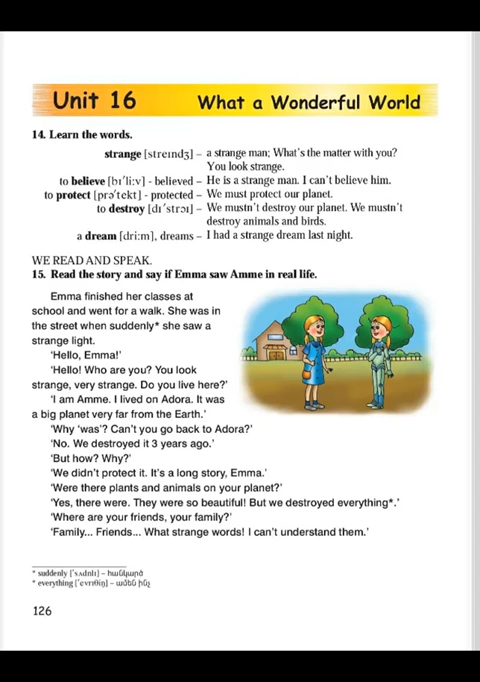 Unit 16 What a Wonderful World
14. Learn the words.
strange [streɪndʒ] – a strange man; What's the matter with you?
You look strange.
to believe [bɪ'li:v] - believed – He is a strange man. I can't believe him.
to protect [prə'tekt] - protected – We must protect our planet.
to destroy [dɪ'strɔɪ] – We mustn't destroy our planet. We mustn't
destroy animals and birds.
a dream [dri:m], dreams – I had a strange dream last night.
WE READ AND SPEAK.
15. Read the story and say if Emma saw Amme in real life.
Emma finished her classes at
school and went for a walk. She was in
the street when suddenly* she saw a
strange light.
'Hello, Emma!'
'Hello! Who are you? You look
strange, very strange. Do you live here?'
'I am Amme. I lived on Adora. It was
a big planet very far from the Earth.'
'Why 'was'? Can't you go back to Adora?'
'No. We destroyed it 3 years ago.'
'But how? Why?'
'We didn't protect it. It's a long story, Emma.'
'Were there plants and animals on your planet?'
'Yes, there were. They were so beautiful! But we destroyed everything*.'
'Where are your friends, your family?'
'Family... Friends... What strange words! I can't understand them.'
* suddenly ['sʌdnlɪ] – հանկարծ
* everything ['evrɪθɪŋ] – ամեն ինչ
126